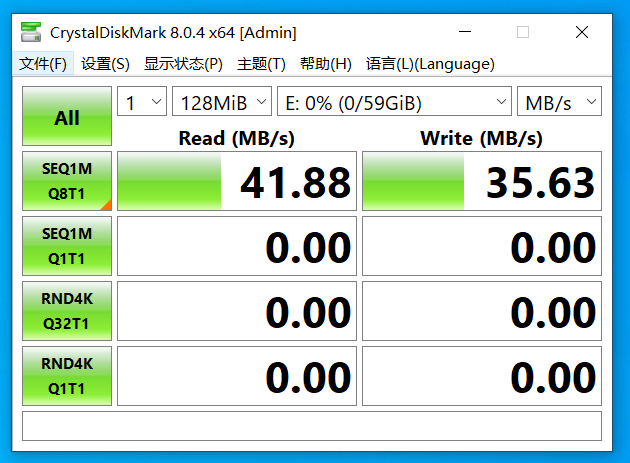 CrystalDiskMark 8.0.4 x64 [Admin]
文件(F) 设置(S) 显示状态(P) 主题(T) 帮助(H) 语言(L)(Language)
All
1
128MiB
E: 0% (0/59GiB)
MB/s
Read (MB/s)
Write (MB/s)
SEQ1M
Q8T1
41.88
35.63
SEQ1M
Q1T1
0.00
0.00
RND4K
Q32T1
0.00
0.00
RND4K
Q1T1
0.00
0.00